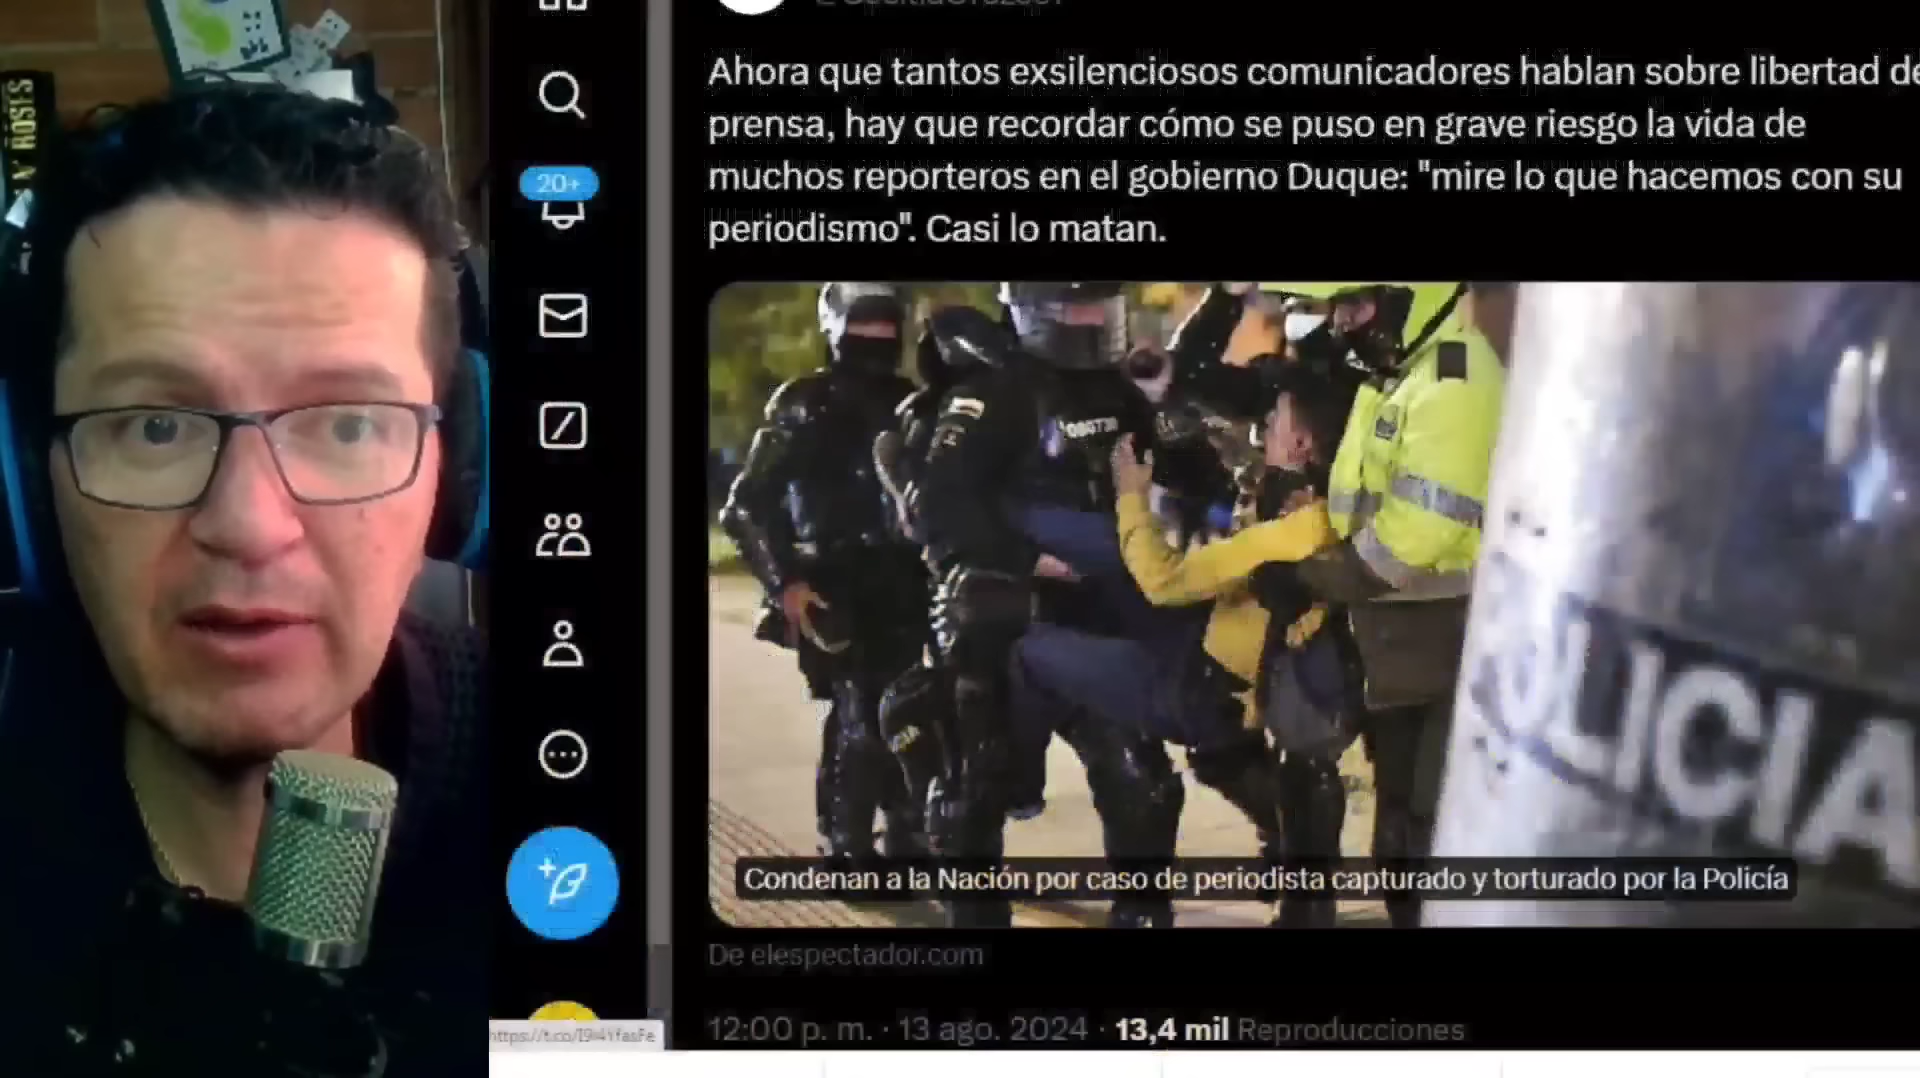 Ahora que tantos exsilenciosos comunicadores hablan sobre libertad de
prensa, hay que recordar cómo se puso en grave riesgo la vida de
muchos reporteros en el gobierno Duque: "mire lo que hacemos con su
periodismo". Casi lo matan.
N' ROSES
20+
POLICIA
Condenan a la Nación por caso de periodista capturado y torturado por la Policía
De elespectador.com
12:00 p. m. · 13 ago. 2024 · 13,4 mil Reproducciones